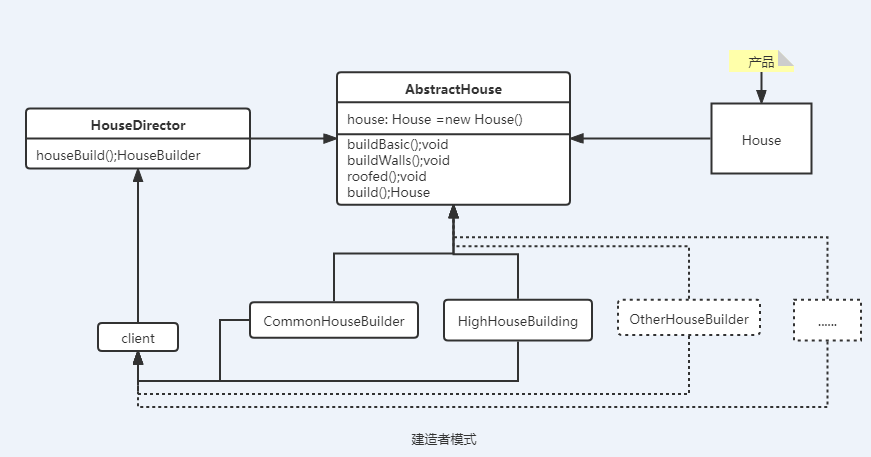 产品
AbstractHouse
house: House =new House()
buildBasic();void
buildWalls();void
roofed();void
build();House
HouseDirector
houseBuild();HouseBuilder
House
CommonHouseBuilder
HighHouseBuilding
OtherHouseBuilder
......
client
建造者模式